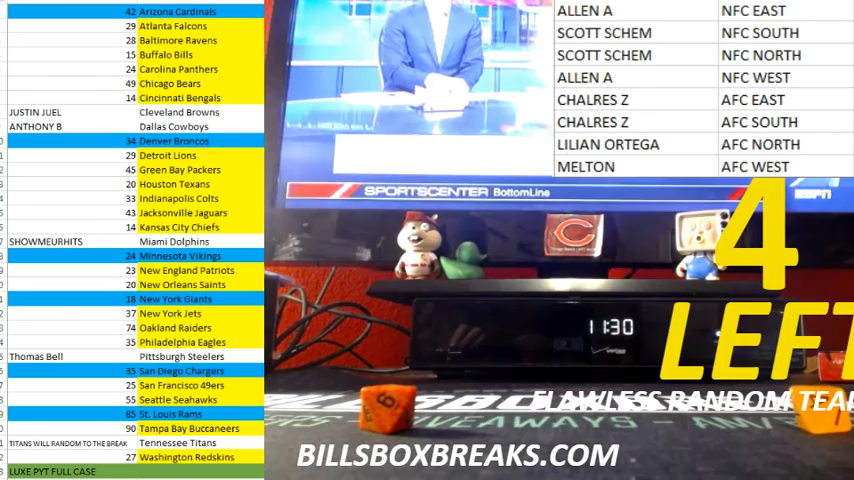 42 Arizona Cardinals
29 Atlanta Falcons
28 Baltimore Ravens
15 Buffalo Bills
24 Carolina Panthers
49 Chicago Bears
14 Cincinnati Bengals
JUSTIN JUEL Cleveland Browns
ANTHONY B Dallas Cowboys
34 Denver Broncos
29 Detroit Lions
45 Green Bay Packers
20 Houston Texans
33 Indianapolis Colts
43 Jacksonville Jaguars
14 Kansas City Chiefs
SHOWMEURHITS Miami Dolphins
24 Minnesota Vikings
23 New England Patriots
20 New Orleans Saints
18 New York Giants
37 New York Jets
74 Oakland Raiders
35 Philadelphia Eagles
Thomas Bell Pittsburgh Steelers
35 San Diego Chargers
25 San Francisco 49ers
55 Seattle Seahawks
85 St. Louis Rams
90 Tampa Bay Buccaneers
TITANS WILL RANDOM TO THE BREAK Tennessee Titans
27 Washington Redskins
LUXE PYT FULL CASE
ALLEN A NFC EAST
SCOTT SCHEM NFC SOUTH
SCOTT SCHEM NFC NORTH
ALLEN A NFC WEST
CHALRES Z AFC EAST
CHALRES Z AFC SOUTH
LILIAN ORTEGA AFC NORTH
MELTON AFC WEST
SPORTSCENTER BottomLine
ESPN
4
LEFT
11:30
verizon
6
FLAWLESS RANDOM TEA
GIVEAWAYS
BILLSBOXBREAKS.COM